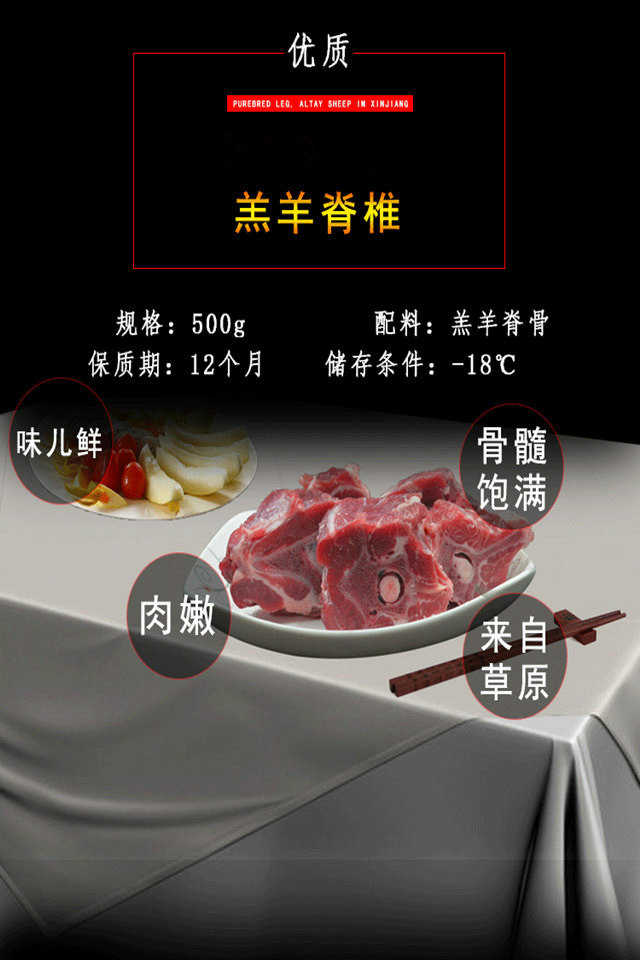 优质
PUREBRED LEG, ALTAY SHEEP IN XINJIANG
羔羊脊椎
规格：500g
配料：羔羊脊骨
保质期：12个月
储存条件：-18℃
味儿鲜
骨髓
饱满
肉嫩
来自
草原